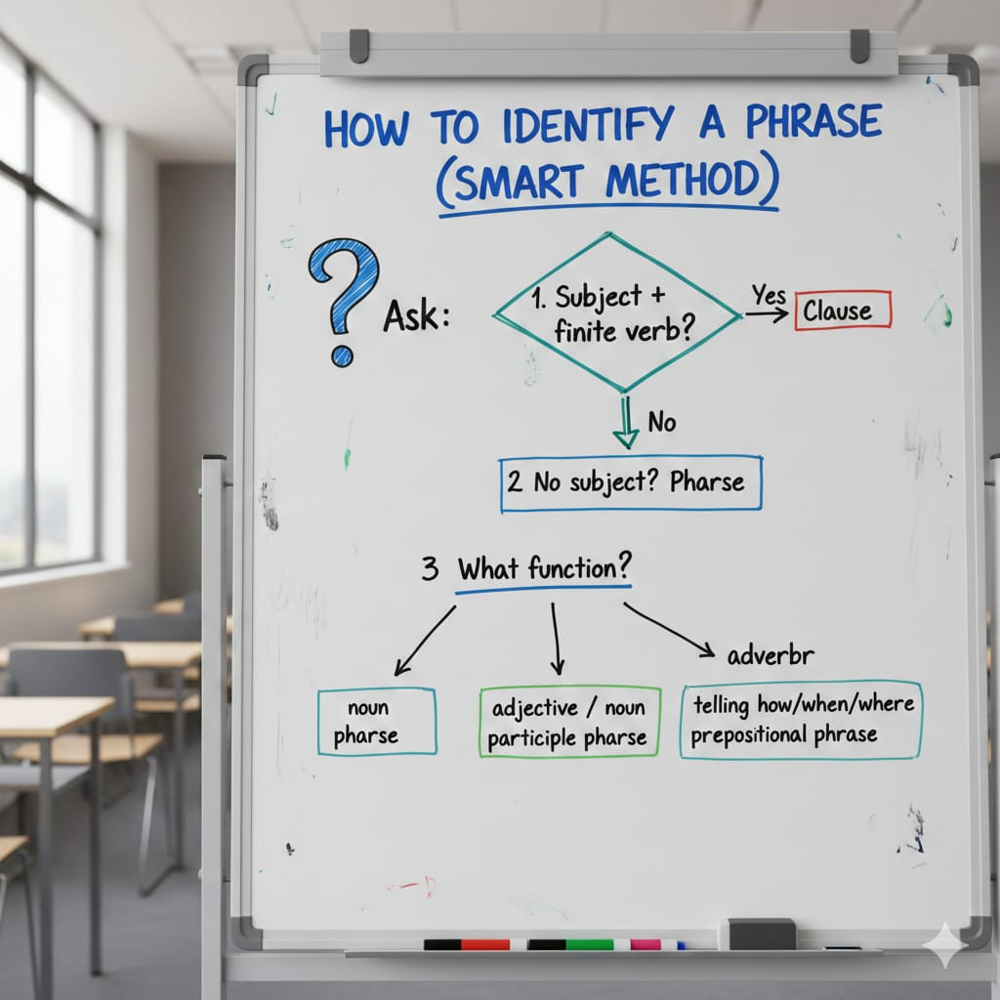 HOW TO IDENTIFY A PHRASE
(SMART METHOD)
?
Ask:
1. Subject +
finite verb?
Yes
Clause
No
2 No subject? Pharse
3 What function?
noun
pharse
adjective / noun
participle pharse
adverbr
telling how/when/where
prepositional phrase